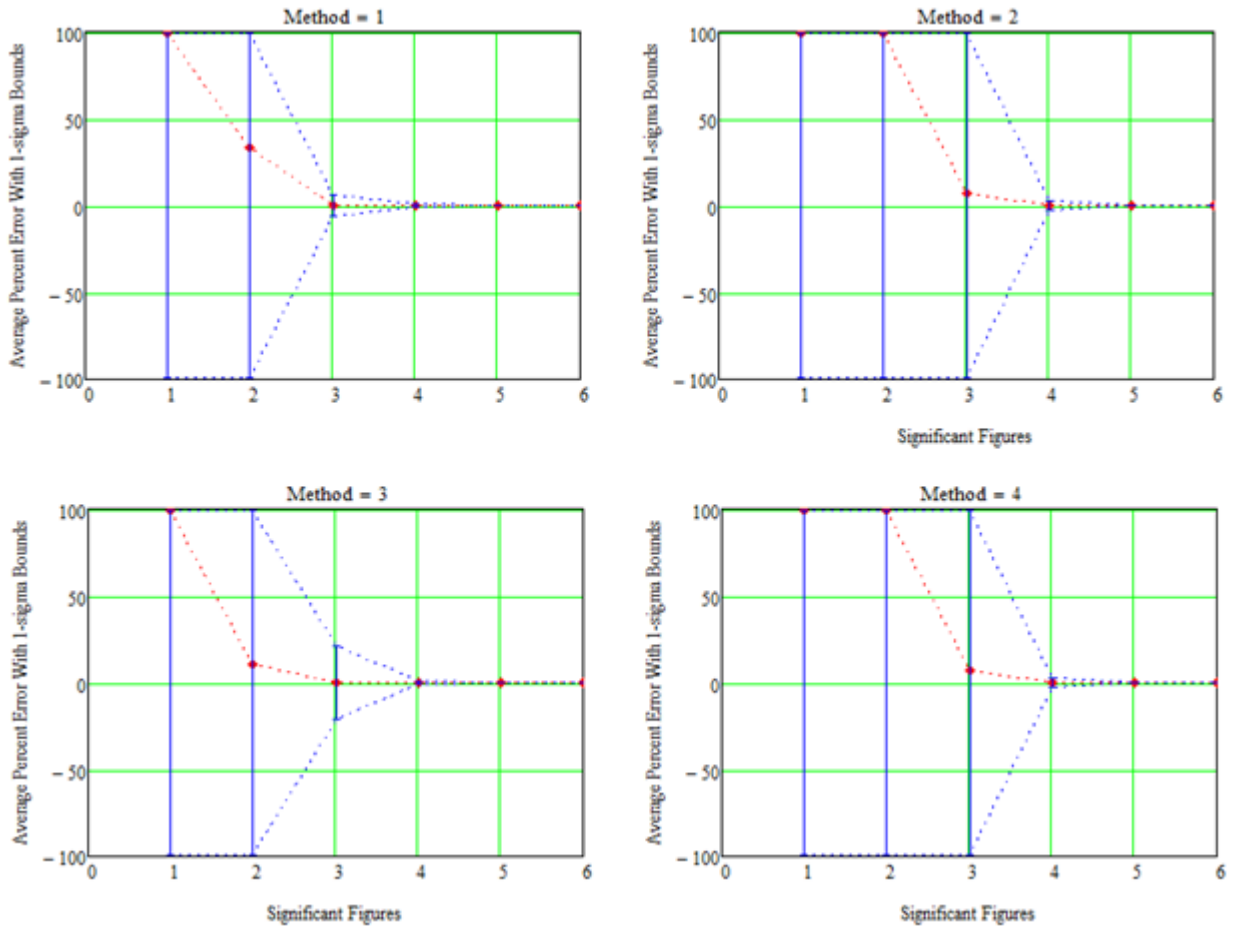 Method = 1
Average Percent Error With 1-sigma Bounds
100
50
0
− 50
− 100
0 1 2 3 4 5 6
Method = 2
Average Percent Error With 1-sigma Bounds
100
50
0
− 50
− 100
0 1 2 3 4 5 6
Significant Figures
Method = 3
Average Percent Error With 1-sigma Bounds
100
50
0
− 50
− 100
0 1 2 3 4 5 6
Significant Figures
Method = 4
Average Percent Error With 1-sigma Bounds
100
50
0
− 50
− 100
0 1 2 3 4 5 6
Significant Figures